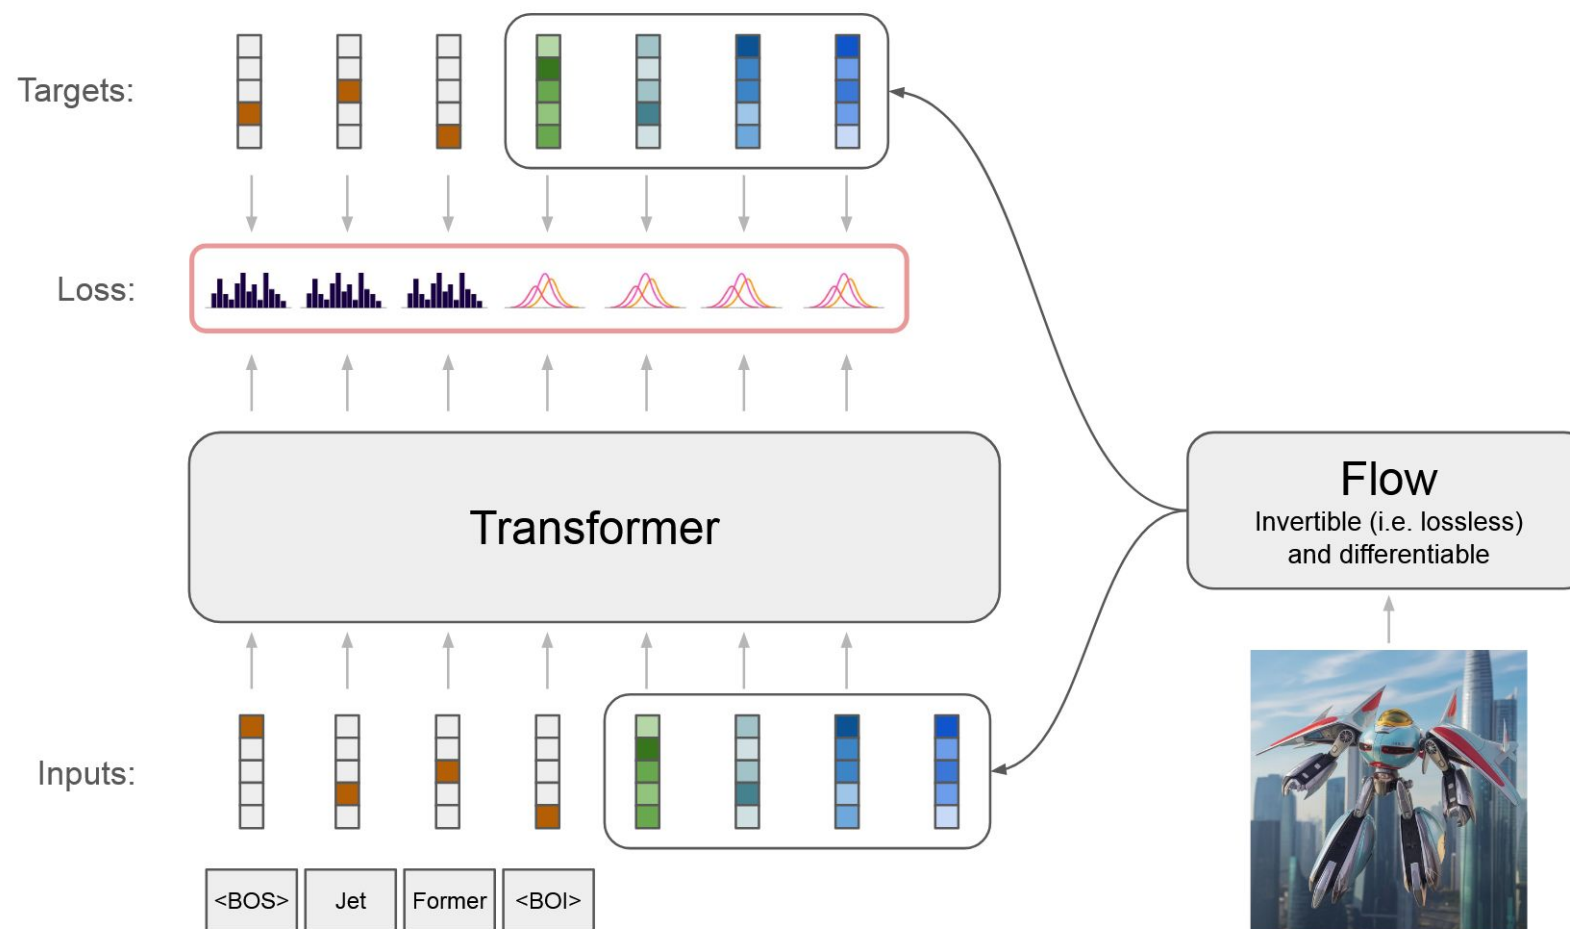 Targets:
Loss:
Transformer
Flow
Invertible (i.e. lossless)
and differentiable
Inputs:
<BOS>
Jet
Former
<BOI>